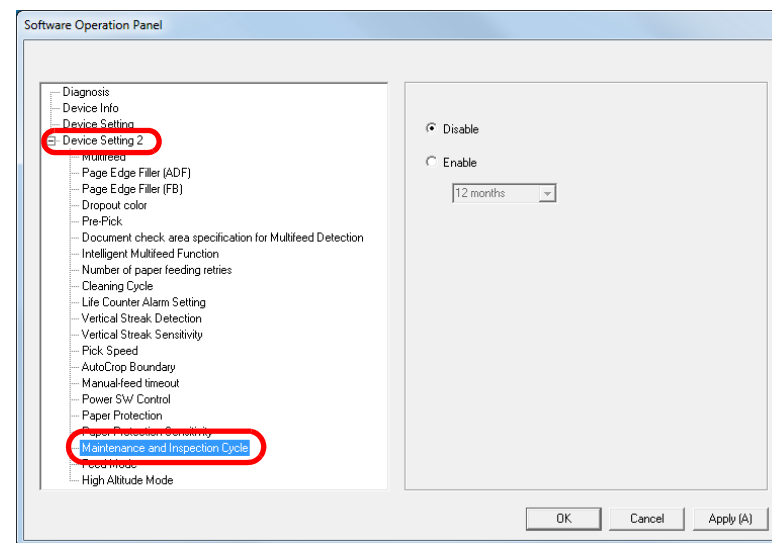 Software Operation Panel
Diagnosis
Device Info
Device Setting
Device Setting 2
Multifeed
Page Edge Filler (ADF)
Page Edge Filler (FB)
Dropout color
Pre-Pick
Document check area specification for Multifeed Detection
Intelligent Multifeed Function
Number of paper feeding retries
Cleaning Cycle
Life Counter Alarm Setting
Vertical Streak Detection
Vertical Streak Sensitivity
Pick Speed
AutoCrop Boundary
Manual-feed timeout
Power SW Control
Paper Protection
Paper Protection Sensitivity
Maintenance and Inspection Cycle
Feed Mode
High Altitude Mode
Disable
Enable
12 months
OK
Cancel
Apply (A)